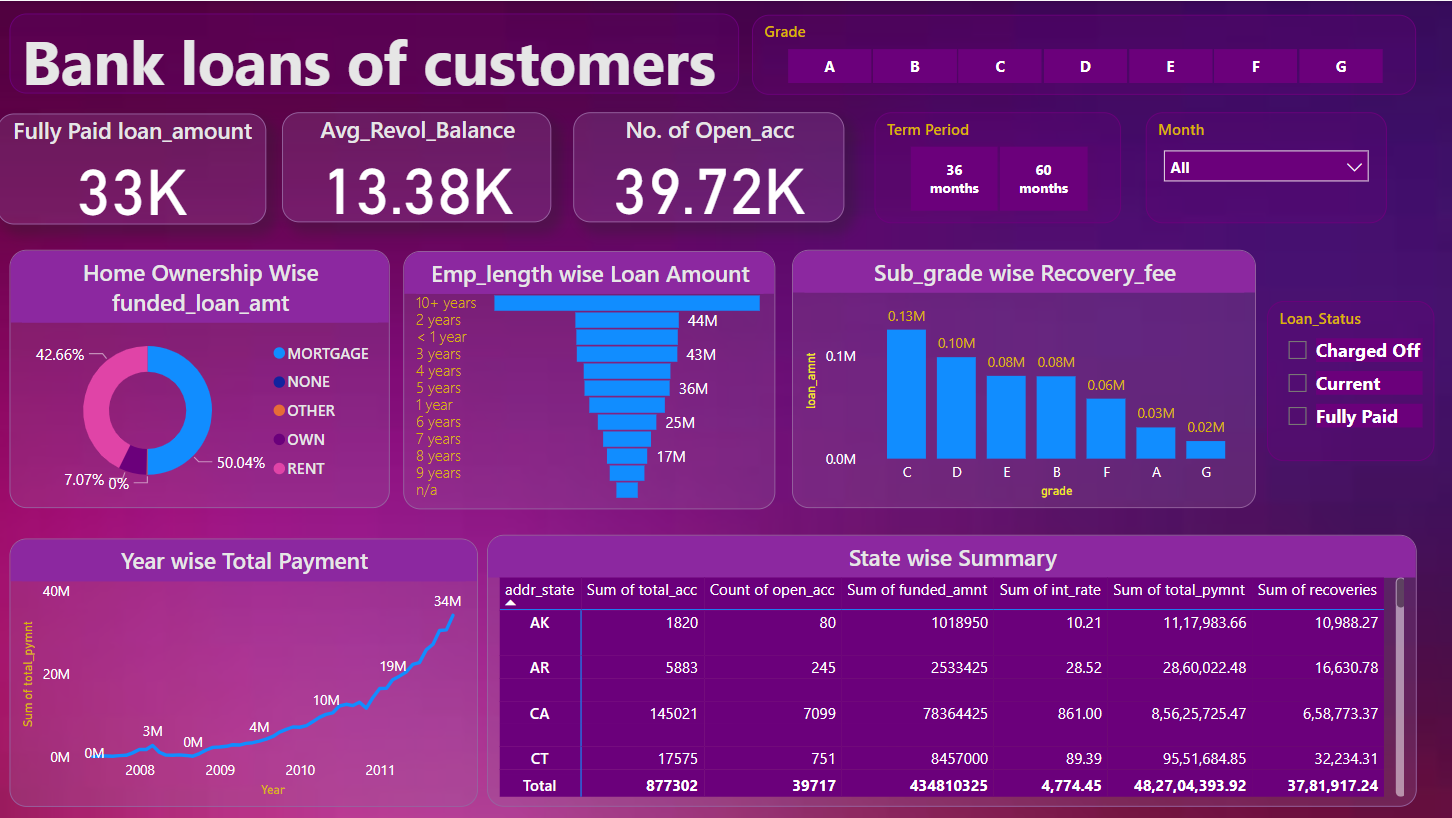 Bank loans of customers
Grade
A B C D E F G
Fully Paid loan_amount
33K
Avg_Revol_Balance
13.38K
No. of Open_acc
39.72K
Term Period
36 months
60 months
Month
All
Home Ownership Wise
funded_loan_amt
42.66%
7.07%
0%
50.04%
MORTGAGE
NONE
OTHER
OWN
RENT
Emp_length wise Loan Amount
10+ years
2 years 44M
< 1 year
3 years 43M
4 years
5 years 36M
1 year
6 years 25M
7 years
8 years 17M
9 years
n/a
Sub_grade wise Recovery_fee
loan_amnt
0.1M
0.0M
0.13M 0.10M 0.08M 0.08M 0.06M 0.03M 0.02M
C D E B F A G
grade
Loan_Status
Charged Off
Current
Fully Paid
Year wise Total Payment
Sum of total_pymnt
40M
20M
0M
0M 3M 0M 4M 10M 19M 34M
2008 2009 2010 2011
Year
State wise Summary
addr_state Sum of total_acc Count of open_acc Sum of funded_amnt Sum of int_rate Sum of total_pymnt Sum of recoveries
AK 1820 80 1018950 10.21 11,17,983.66 10,988.27
AR 5883 245 2533425 28.52 28,60,022.48 16,630.78
CA 145021 7099 78364425 861.00 8,56,25,725.47 6,58,773.37
CT 17575 751 8457000 89.39 95,51,684.85 32,234.31
Total 877302 39717 434810325 4,774.45 48,27,04,393.92 37,81,917.24